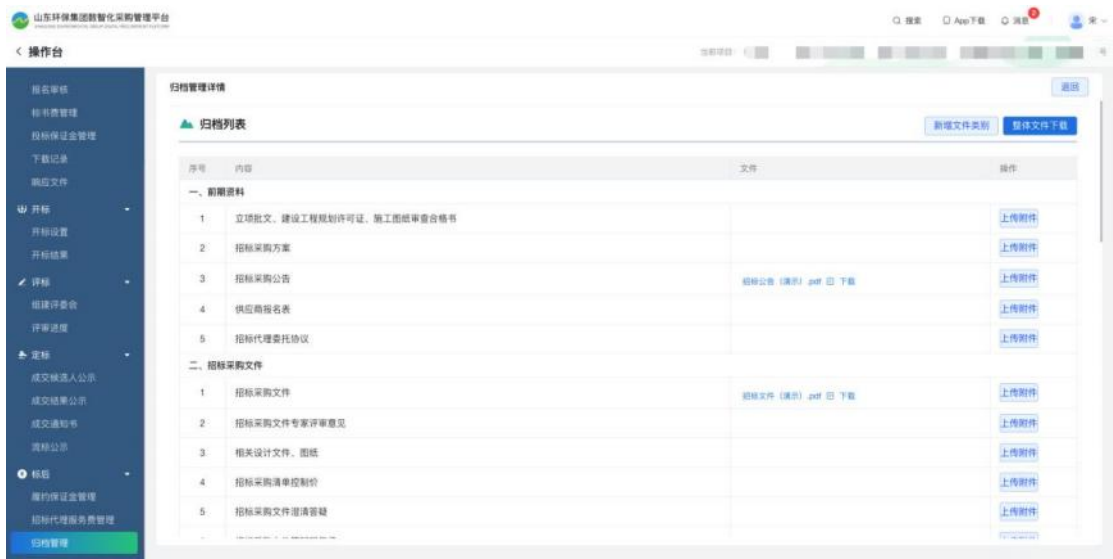 山东环保集团数智化采购管理平台
搜索 App下载 消息
宋
操作台
当前项目：
号
报名审核
标书费管理
投标保证金管理
下载记录
响应文件
开标
开标设置
开标结果
评标
组建评委会
评审进度
定标
成交候选人公示
成交结果公示
成交通知书
流标公示
标后
履约保证金管理
招标代理服务费管理
归档管理
归档管理详情 退回
归档列表 新增文件类别 整体文件下载
序号 内容 文件 操作
一、前期资料
1 立项批文、建设工程规划许可证、施工图纸审查合格书 上传附件
2 招标采购方案 上传附件
3 招标采购公告 招标公告（演示）.pdf 下载 上传附件
4 供应商报名表 上传附件
5 招标代理委托协议 上传附件
二、招标采购文件
1 招标采购文件 招标文件（演示）.pdf 下载 上传附件
2 招标采购文件专家评审意见 上传附件
3 相关设计文件、图纸 上传附件
4 招标采购清单控制价 上传附件
5 招标采购文件澄清答疑 上传附件